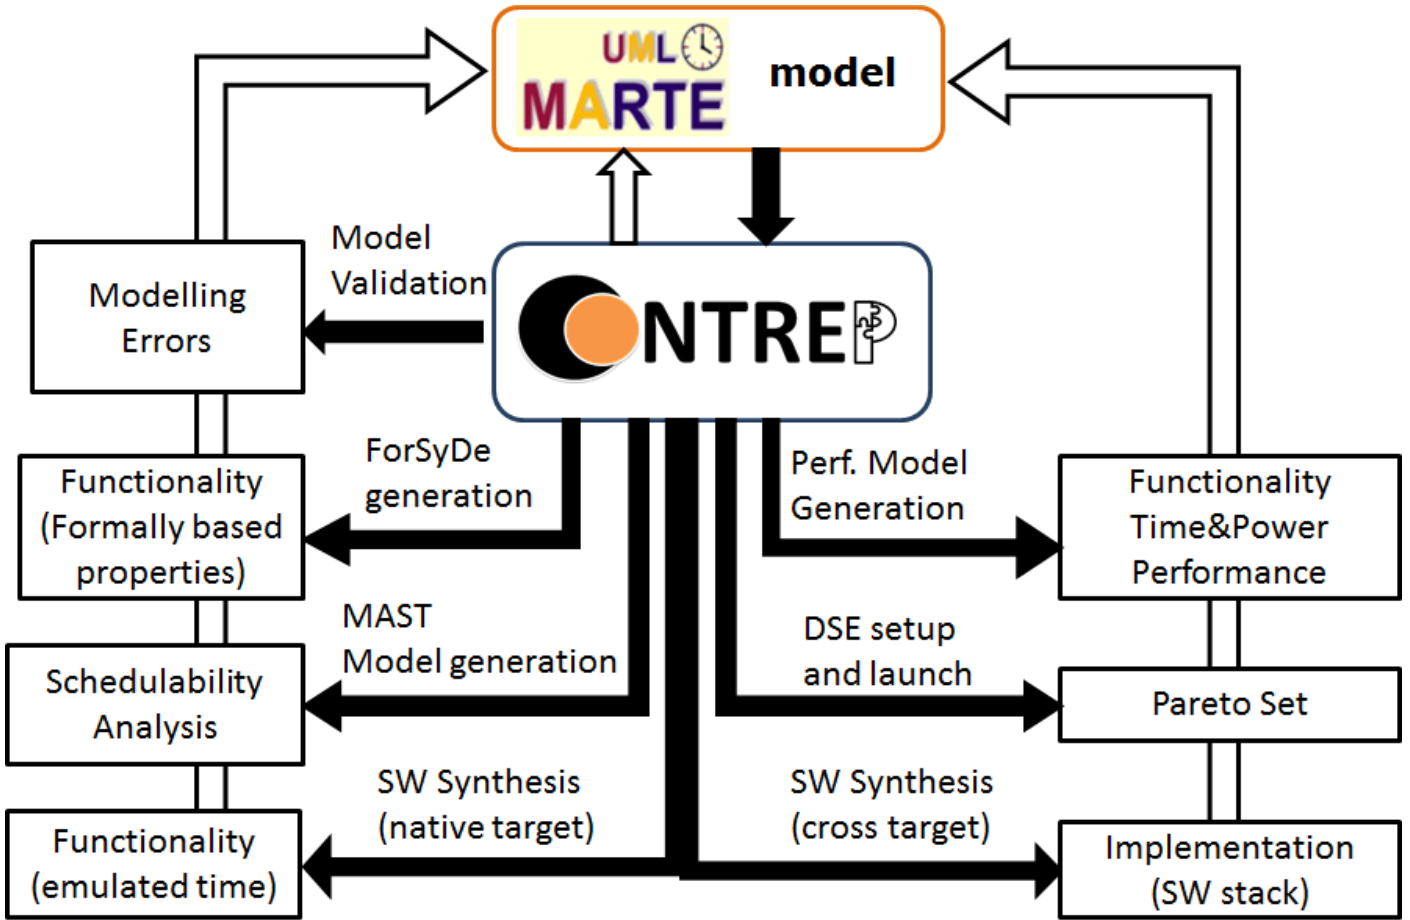 UML
MARTE
model
Model
Validation
Modelling
Errors
CONTREP
ForSyDe
generation
Functionality
(Formally based
properties)
Perf. Model
Generation
Functionality
Time&Power
Performance
MAST
Model generation
Schedulability
Analysis
DSE setup
and launch
Pareto Set
SW Synthesis
(native target)
Functionality
(emulated time)
SW Synthesis
(cross target)
Implementation
(SW stack)